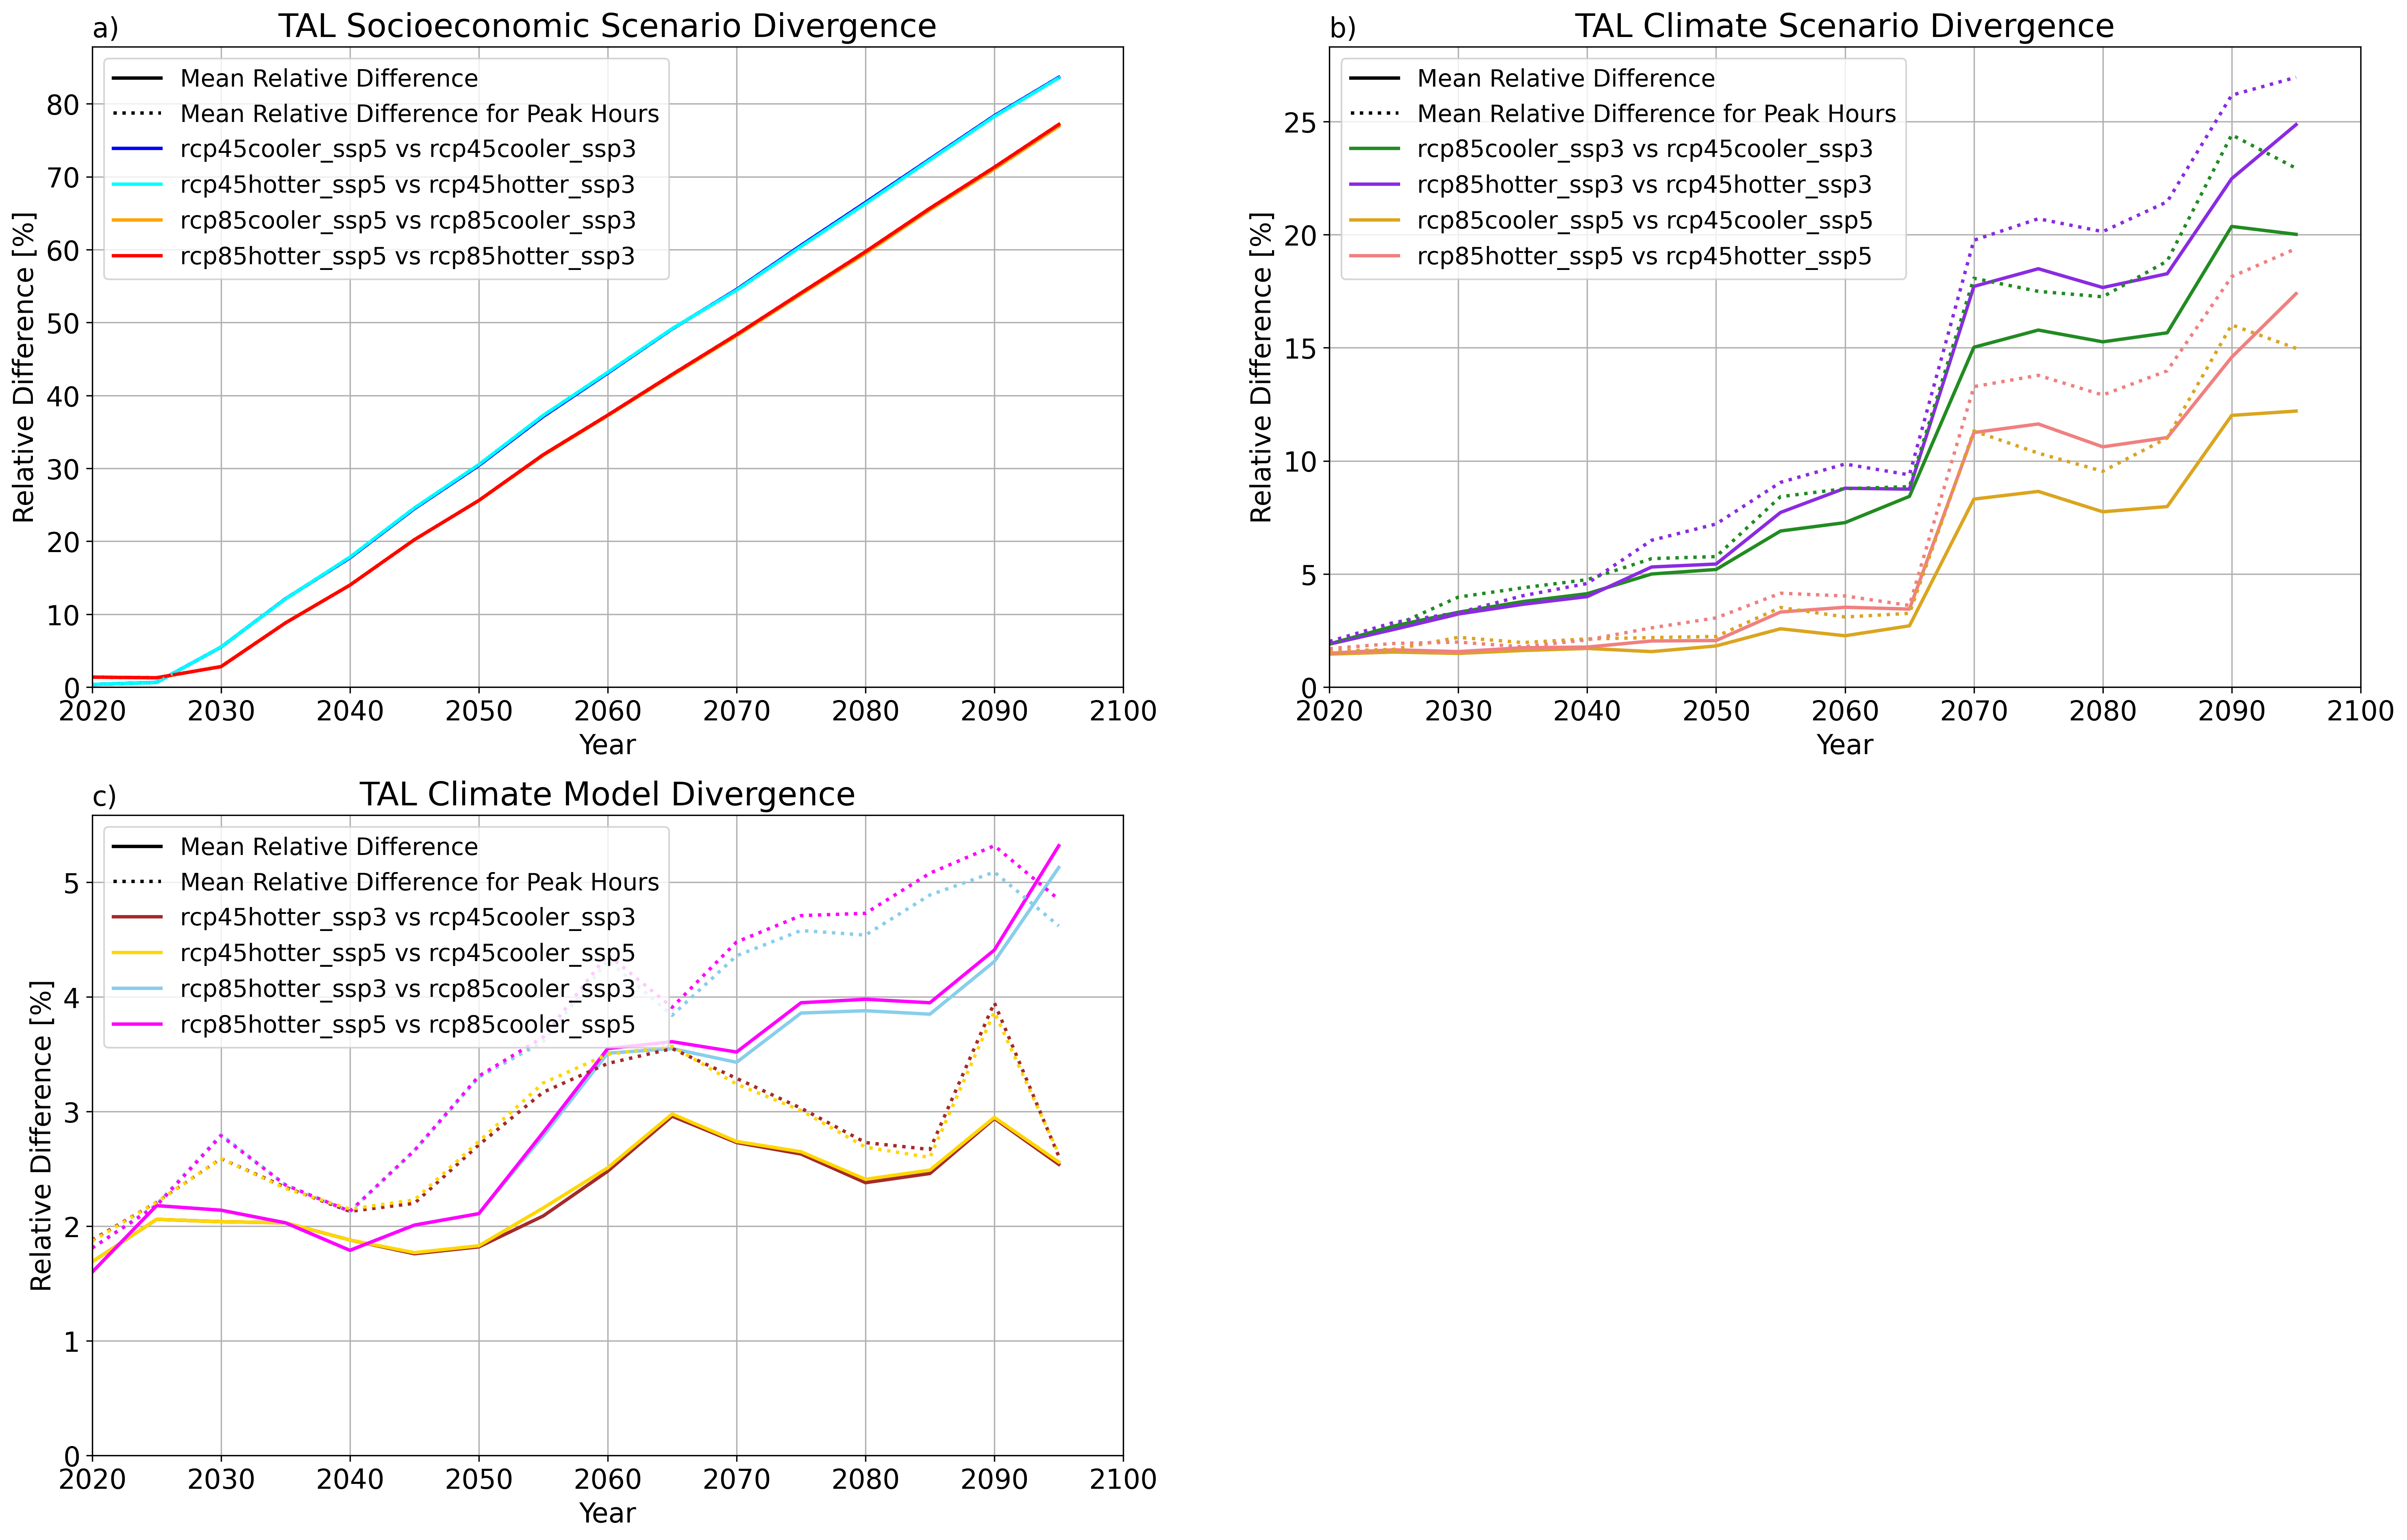 a)
TAL Socioeconomic Scenario Divergence
Mean Relative Difference
Mean Relative Difference for Peak Hours
rcp45cooler_ssp5 vs rcp45cooler_ssp3
rcp45hotter_ssp5 vs rcp45hotter_ssp3
rcp85cooler_ssp5 vs rcp85cooler_ssp3
rcp85hotter_ssp5 vs rcp85hotter_ssp3
Relative Difference [%]
80
70
60
50
40
30
20
10
0
2020 2030 2040 2050 2060 2070 2080 2090 2100
Year
b)
TAL Climate Scenario Divergence
Mean Relative Difference
Mean Relative Difference for Peak Hours
rcp85cooler_ssp3 vs rcp45cooler_ssp3
rcp85hotter_ssp3 vs rcp45hotter_ssp3
rcp85cooler_ssp5 vs rcp45cooler_ssp5
rcp85hotter_ssp5 vs rcp45hotter_ssp5
Relative Difference [%]
25
20
15
10
5
0
2020 2030 2040 2050 2060 2070 2080 2090 2100
Year
c)
TAL Climate Model Divergence
Mean Relative Difference
Mean Relative Difference for Peak Hours
rcp45hotter_ssp3 vs rcp45cooler_ssp3
rcp45hotter_ssp5 vs rcp45cooler_ssp5
rcp85hotter_ssp3 vs rcp85cooler_ssp3
rcp85hotter_ssp5 vs rcp85cooler_ssp5
Relative Difference [%]
5
4
3
2
1
0
2020 2030 2040 2050 2060 2070 2080 2090 2100
Year